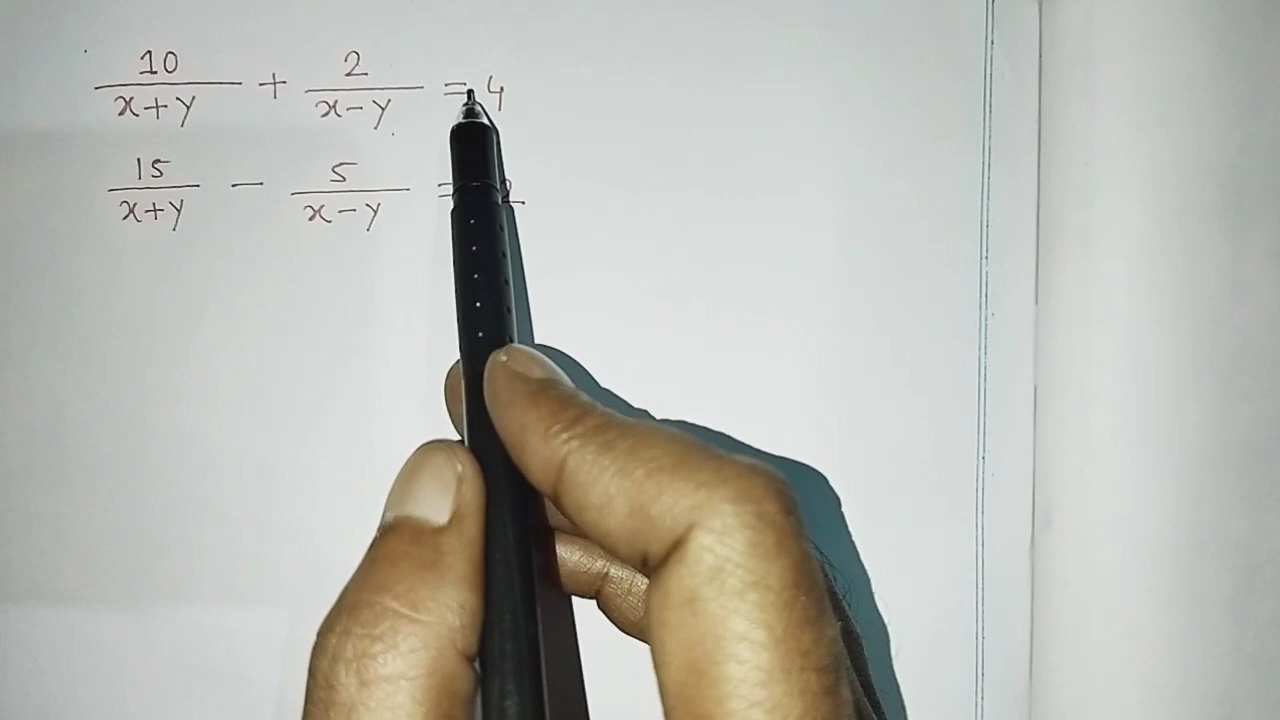 10/(x+y) + 2/(x-y) = 4
15/(x+y) - 5/(x-y) =